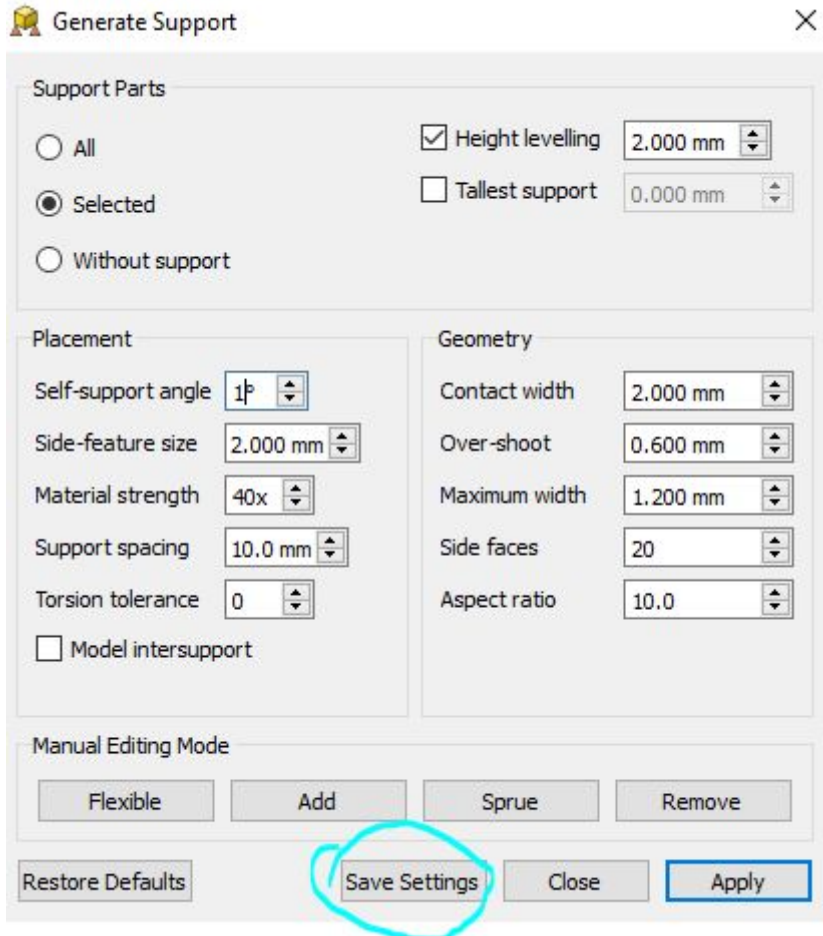 Generate Support
Support Parts
All
Height levelling 2.000 mm
Selected
Tallest support 0.000 mm
Without support
Placement
Self-support angle 1°
Side-feature size 2.000 mm
Material strength 40x
Support spacing 10.0 mm
Torsion tolerance 0
Model intersupport
Geometry
Contact width 2.000 mm
Over-shoot 0.600 mm
Maximum width 1.200 mm
Side faces 20
Aspect ratio 10.0
Manual Editing Mode
Flexible Add Sprue Remove
Restore Defaults Save Settings Close Apply